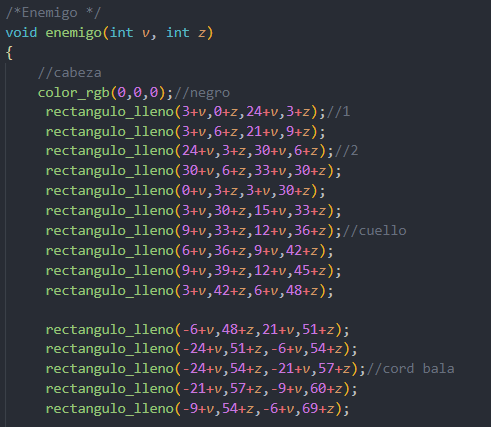 /*Enemigo */
void enemigo(int v, int z)
{
//cabeza
color_rgb(0,0,0);//negro
rectangulo_lleno(3+v,0+z,24+v,3+z);//1
rectangulo_lleno(3+v,6+z,21+v,9+z);
rectangulo_lleno(24+v,3+z,30+v,6+z);//2
rectangulo_lleno(30+v,6+z,33+v,30+z);
rectangulo_lleno(0+v,3+z,3+v,30+z);
rectangulo_lleno(3+v,30+z,15+v,33+z);
rectangulo_lleno(9+v,33+z,12+v,36+z);//cuello
rectangulo_lleno(6+v,36+z,9+v,42+z);
rectangulo_lleno(9+v,39+z,12+v,45+z);
rectangulo_lleno(3+v,42+z,6+v,48+z);
rectangulo_lleno(-6+v,48+z,21+v,51+z);
rectangulo_lleno(-24+v,51+z,-6+v,54+z);
rectangulo_lleno(-24+v,54+z,-21+v,57+z);//cord bala
rectangulo_lleno(-21+v,57+z,-9+v,60+z);
rectangulo_lleno(-9+v,54+z,-6+v,69+z);